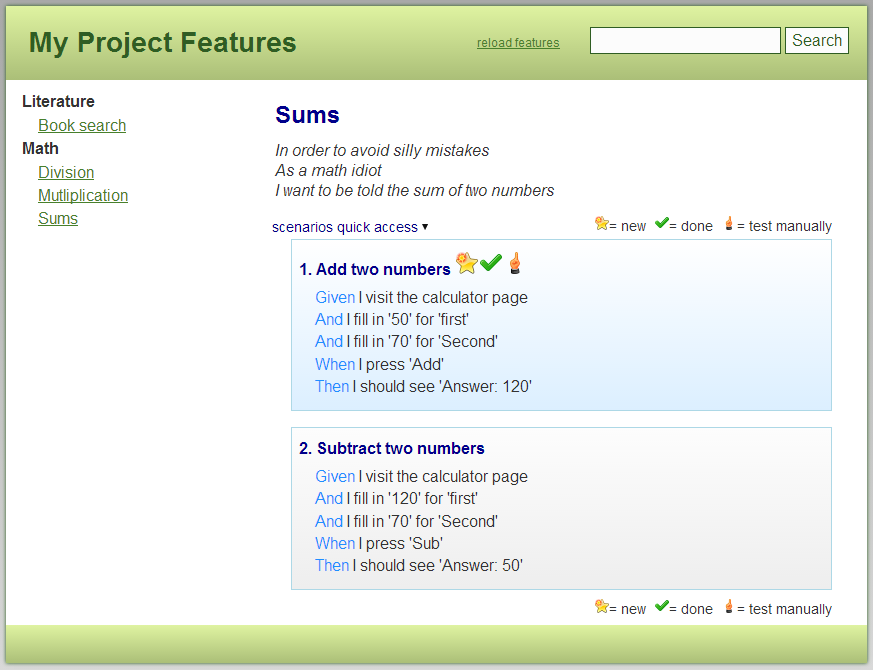 My Project Features
reload features
Search
Literature
Book search
Math
Division
Mutliplication
Sums
Sums
In order to avoid silly mistakes
As a math idiot
I want to be told the sum of two numbers
scenarios quick access ▾
= new = done = test manually
1. Add two numbers
Given I visit the calculator page
And I fill in '50' for 'first'
And I fill in '70' for 'Second'
When I press 'Add'
Then I should see 'Answer: 120'
2. Subtract two numbers
Given I visit the calculator page
And I fill in '120' for 'first'
And I fill in '70' for 'Second'
When I press 'Sub'
Then I should see 'Answer: 50'
= new = done = test manually